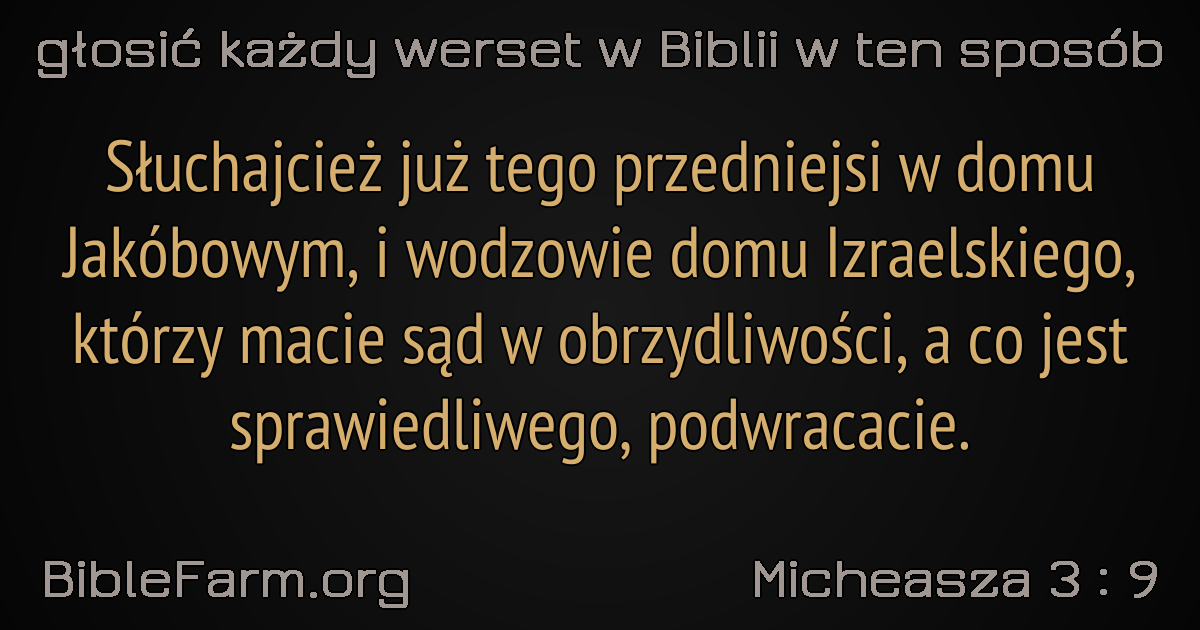 głosić każdy werset w Biblii w ten sposób
Słuchajcież już tego przedniejsi w domu
Jakóbowym, i wodzowie domu Izraelskiego,
którzy macie sąd w obrzydliwości, a co jest
sprawiedliwego, podwracacie.
BibleFarm.org
Micheasza 3 : 9